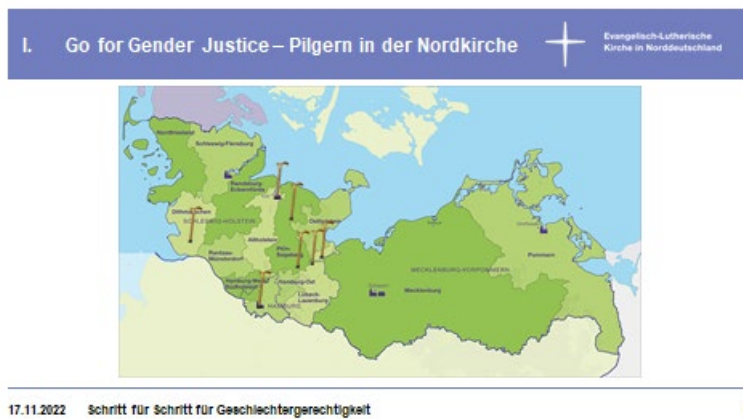 I. Go for Gender Justice – Pilgern in der Nordkirche
Evangelisch-Lutherische
Kirche in Norddeutschland
Nordfriesland
Schleswig-Flensburg
Rendsburg-
Eckernförde
Dithmarschen
SCHLESWIG-HOLSTEIN
Ostholstein
Altholstein
Plön-
Segeberg
Rantzau-
Münsterdorf
Hamburg-West/
Hamburg-Ost
HAMBURG
Lübeck-
Lauenburg
Schwerin
MECKLENBURG-VORPOMMERN
Mecklenburg
Greifswald
Pommern
17.11.2022 Schritt für Schritt für Geschlechtergerechtigkeit